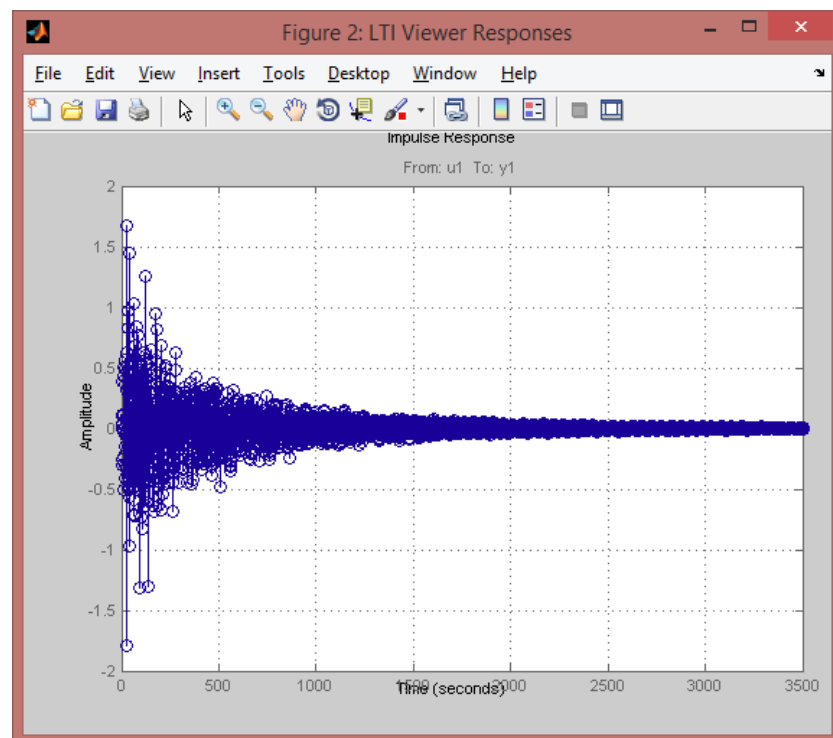 Figure 2: LTI Viewer Responses
File Edit View Insert Tools Desktop Window Help
Impulse Response
From: u1 To: y1
2
1.5
1
0.5
0
-0.5
-1
-1.5
-2
Amplitude
0 500 1000 1500 2000 2500 3000 3500
Time (seconds)